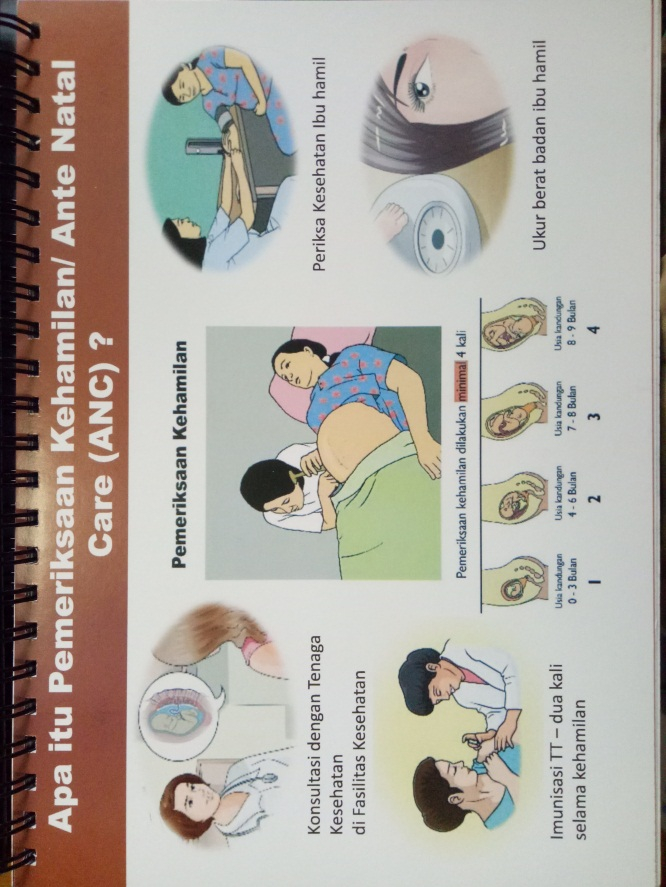 Apa itu Pemeriksaan Kehamilan/ Ante Natal
Care (ANC) ?
Konsultasi dengan Tenaga
Kesehatan
di Fasilitas Kesehatan
Imunisasi TT – dua kali
selama kehamilan
Pemeriksaan Kehamilan
Pemeriksaan kehamilan dilakukan minimal 4 kali
Usia kandungan
0 - 3 Bulan
1
Usia kandungan
4 - 6 Bulan
2
Usia kandungan
7 - 8 Bulan
3
Usia kandungan
8 - 9 Bulan
4
Periksa Kesehatan Ibu hamil
Ukur berat badan ibu hamil